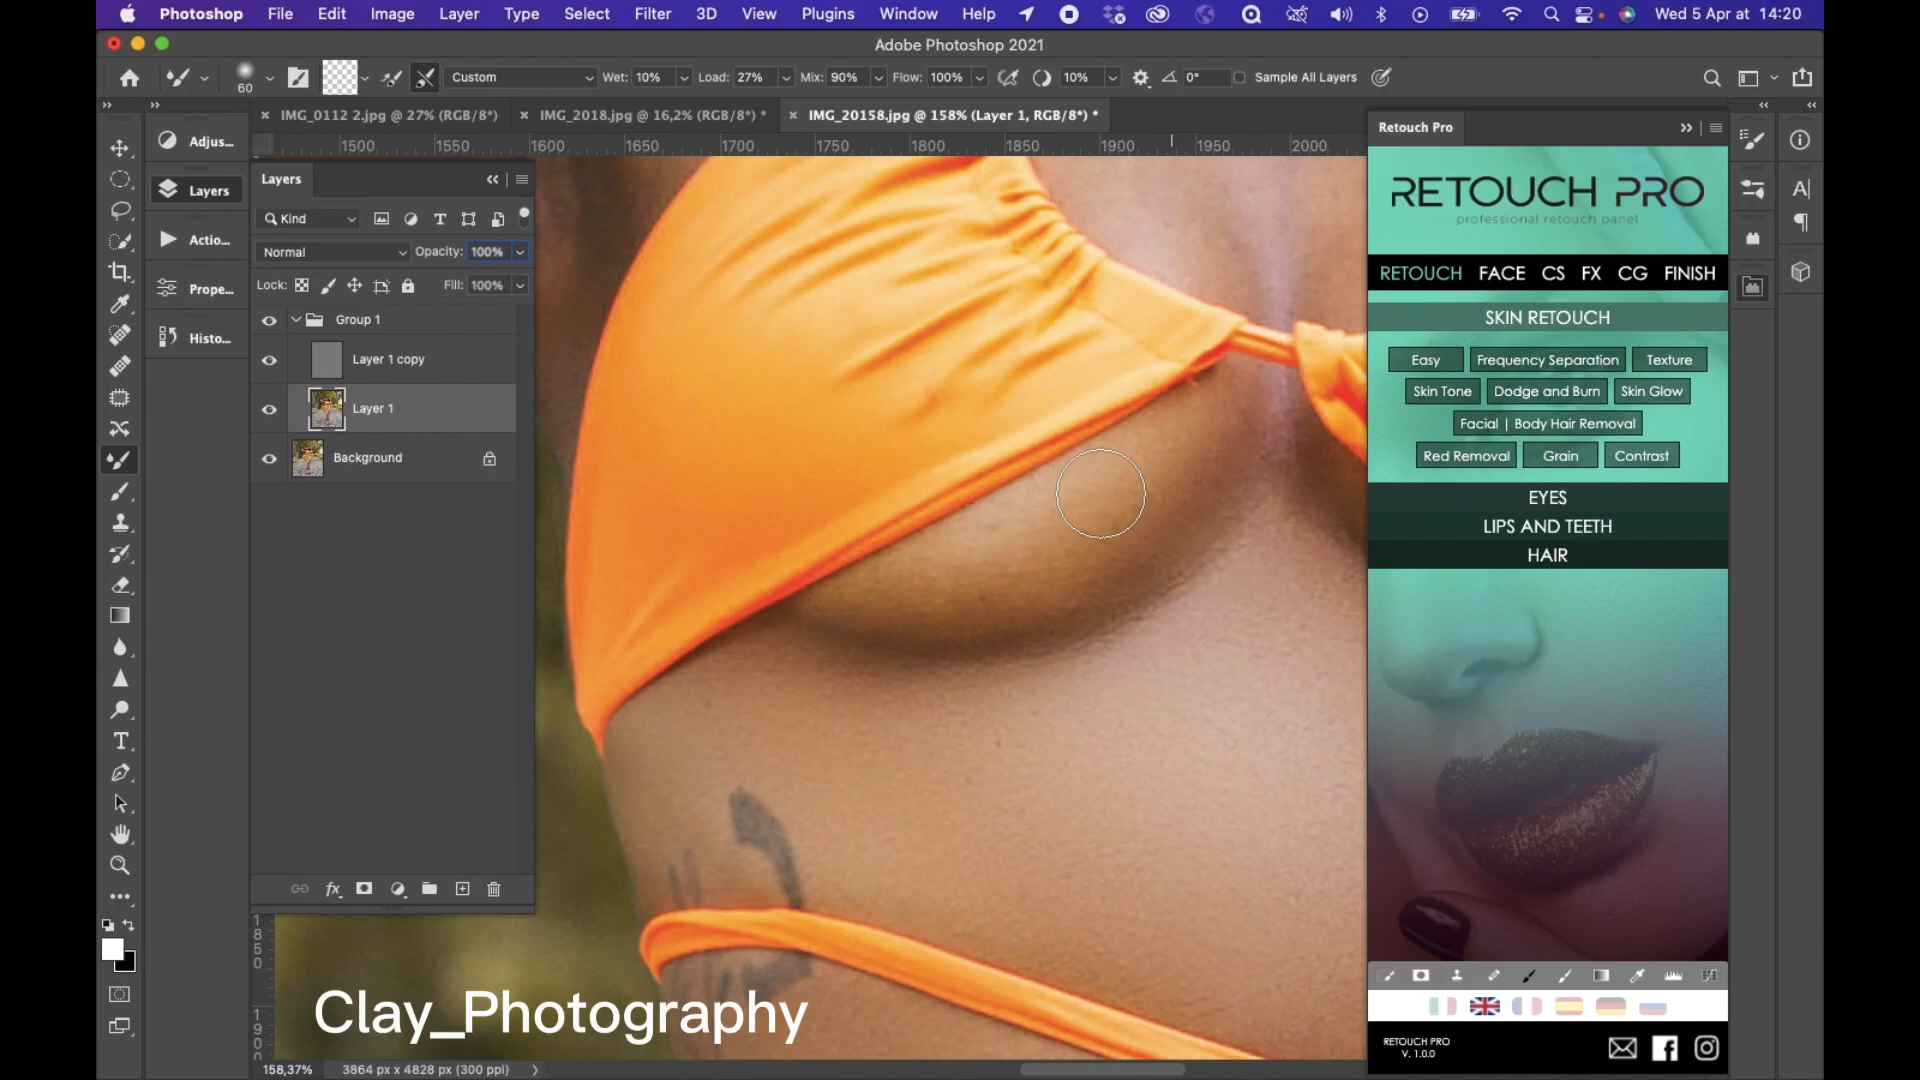 Photoshop File Edit Image Layer Type Select Filter 3D View Plugins Window Help Wed 5 Apr at 14:20
Adobe Photoshop 2021
60 Custom Wet: 10% Load: 27% Mix: 90% Flow: 100% 10% 0° Sample All Layers
IMG_0112 2.jpg @ 27% (RGB/8*) IMG_2018.jpg @ 16,2% (RGB/8*) * IMG_20158.jpg @ 158% (Layer 1, RGB/8*) *
1500 1550 1600 1650 1700 1750 1800 1850 1900 1950 2000
Adjus...
Layers
Actio...
Prope...
Histo...
Layers
Kind
Normal Opacity: 100%
Lock: Fill: 100%
Group 1
Layer 1 copy
Layer 1
Background
fx
1850
1900
Clay_Photography
158,37% 3864 px x 4828 px (300 ppi)
Retouch Pro
RETOUCH PRO
professional retouch panel
RETOUCH FACE CS FX CG FINISH
SKIN RETOUCH
Easy Frequency Separation Texture
Skin Tone Dodge and Burn Skin Glow
Facial | Body Hair Removal
Red Removal Grain Contrast
EYES
LIPS AND TEETH
HAIR
RETOUCH PRO
V. 1.0.0